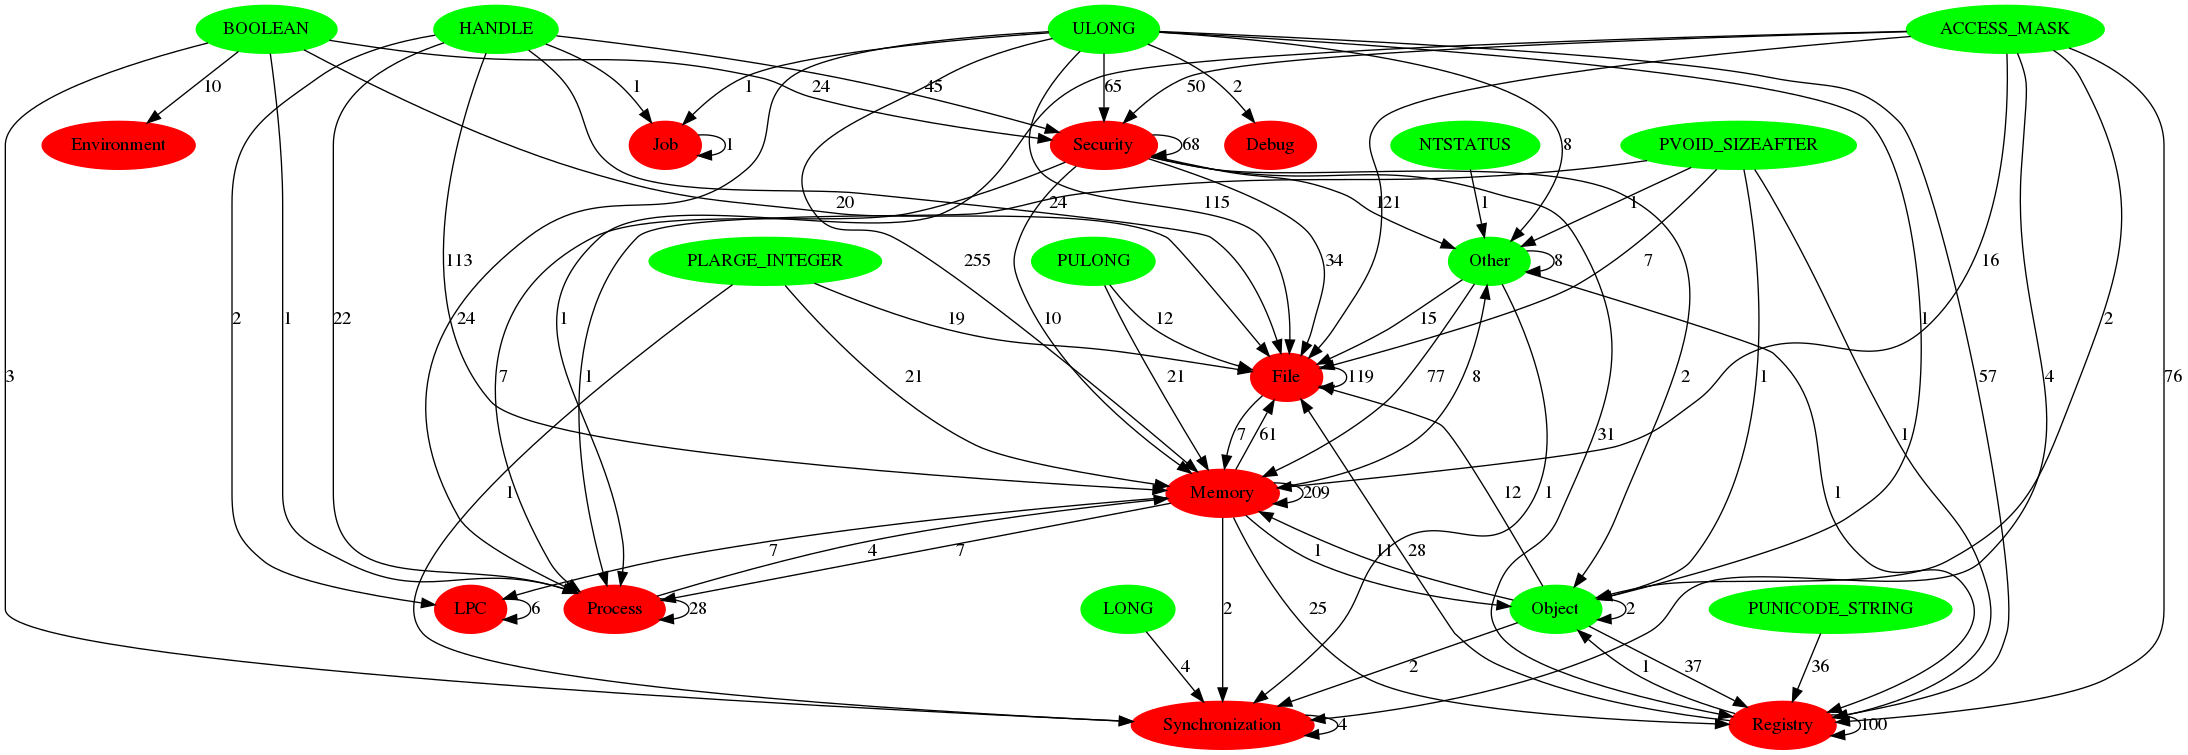 BOOLEAN HANDLE ULONG ACCESS_MASK
10 1 1 24 45 65 50 2
Environment Job 1 Security 68 Debug NTSTATUS 8 PVOID_SIZEAFTER
20 24 115 121 1 1
113 PLARGE_INTEGER 255 PULONG 34 Other 8 7 16
2 1 22 24 1 19 10 12 15 1 57 2
3 7 1 21 21 File 119 77 8 2 1 4 76
31 1
7 61
1 Memory 209 1 12 1
7 4 7 1 11 28
LPC 6 Process 28 2 25 LONG Object 2 PUNICODE_STRING
4 2 1 37 36
Synchronization 4 Registry 100